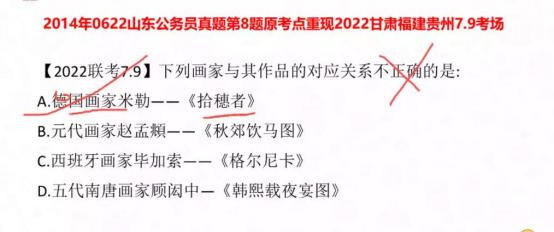 2014年0622山东公务员真题第8题原考点重现2022甘肃福建贵州7.9考场
【2022联考7.9】下列画家与其作品的对应关系不正确的是:
A.德国画家米勒——《拾穗者》
B.元代画家赵孟頫——《秋郊饮马图》
C.西班牙画家毕加索——《格尔尼卡》
D.五代南唐画家顾闳中—《韩熙载夜宴图》